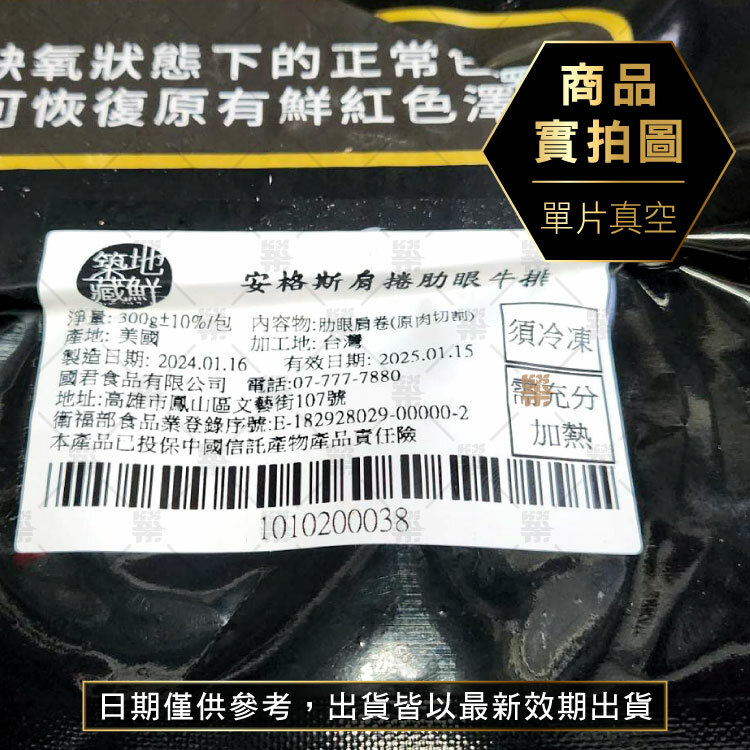 缺氧狀態下的正常色
可恢復原有鮮紅色澤
商品
實拍圖
單片真空
築地
藏鮮
安格斯肩捲肋眼牛排
淨量: 300g±10%/包 內容物:肋眼肩卷(原肉切割)
產地: 美國 加工地: 台灣
製造日期: 2024.01.16 有效日期: 2025.01.15
國君食品有限公司 電話:07-777-7880
地址:高雄市鳳山區文藝街107號
衛福部食品業登錄序號:E-182928029-00000-2
本產品已投保中國信託產物產品責任險
須冷凍
需充分
加熱
1010200038
日期僅供參考，出貨皆以最新效期出貨